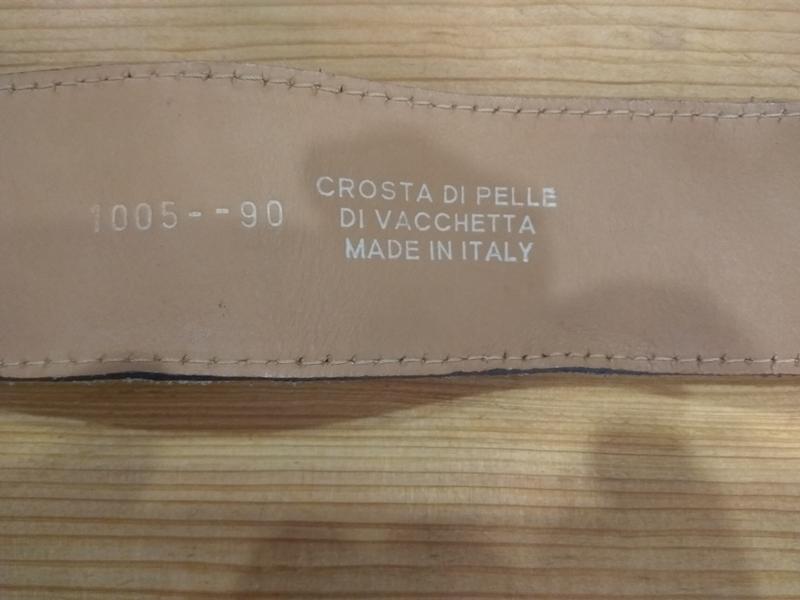 1005--90
CROSTA DI PELLE
DI VACCHETTA
MADE IN ITALY